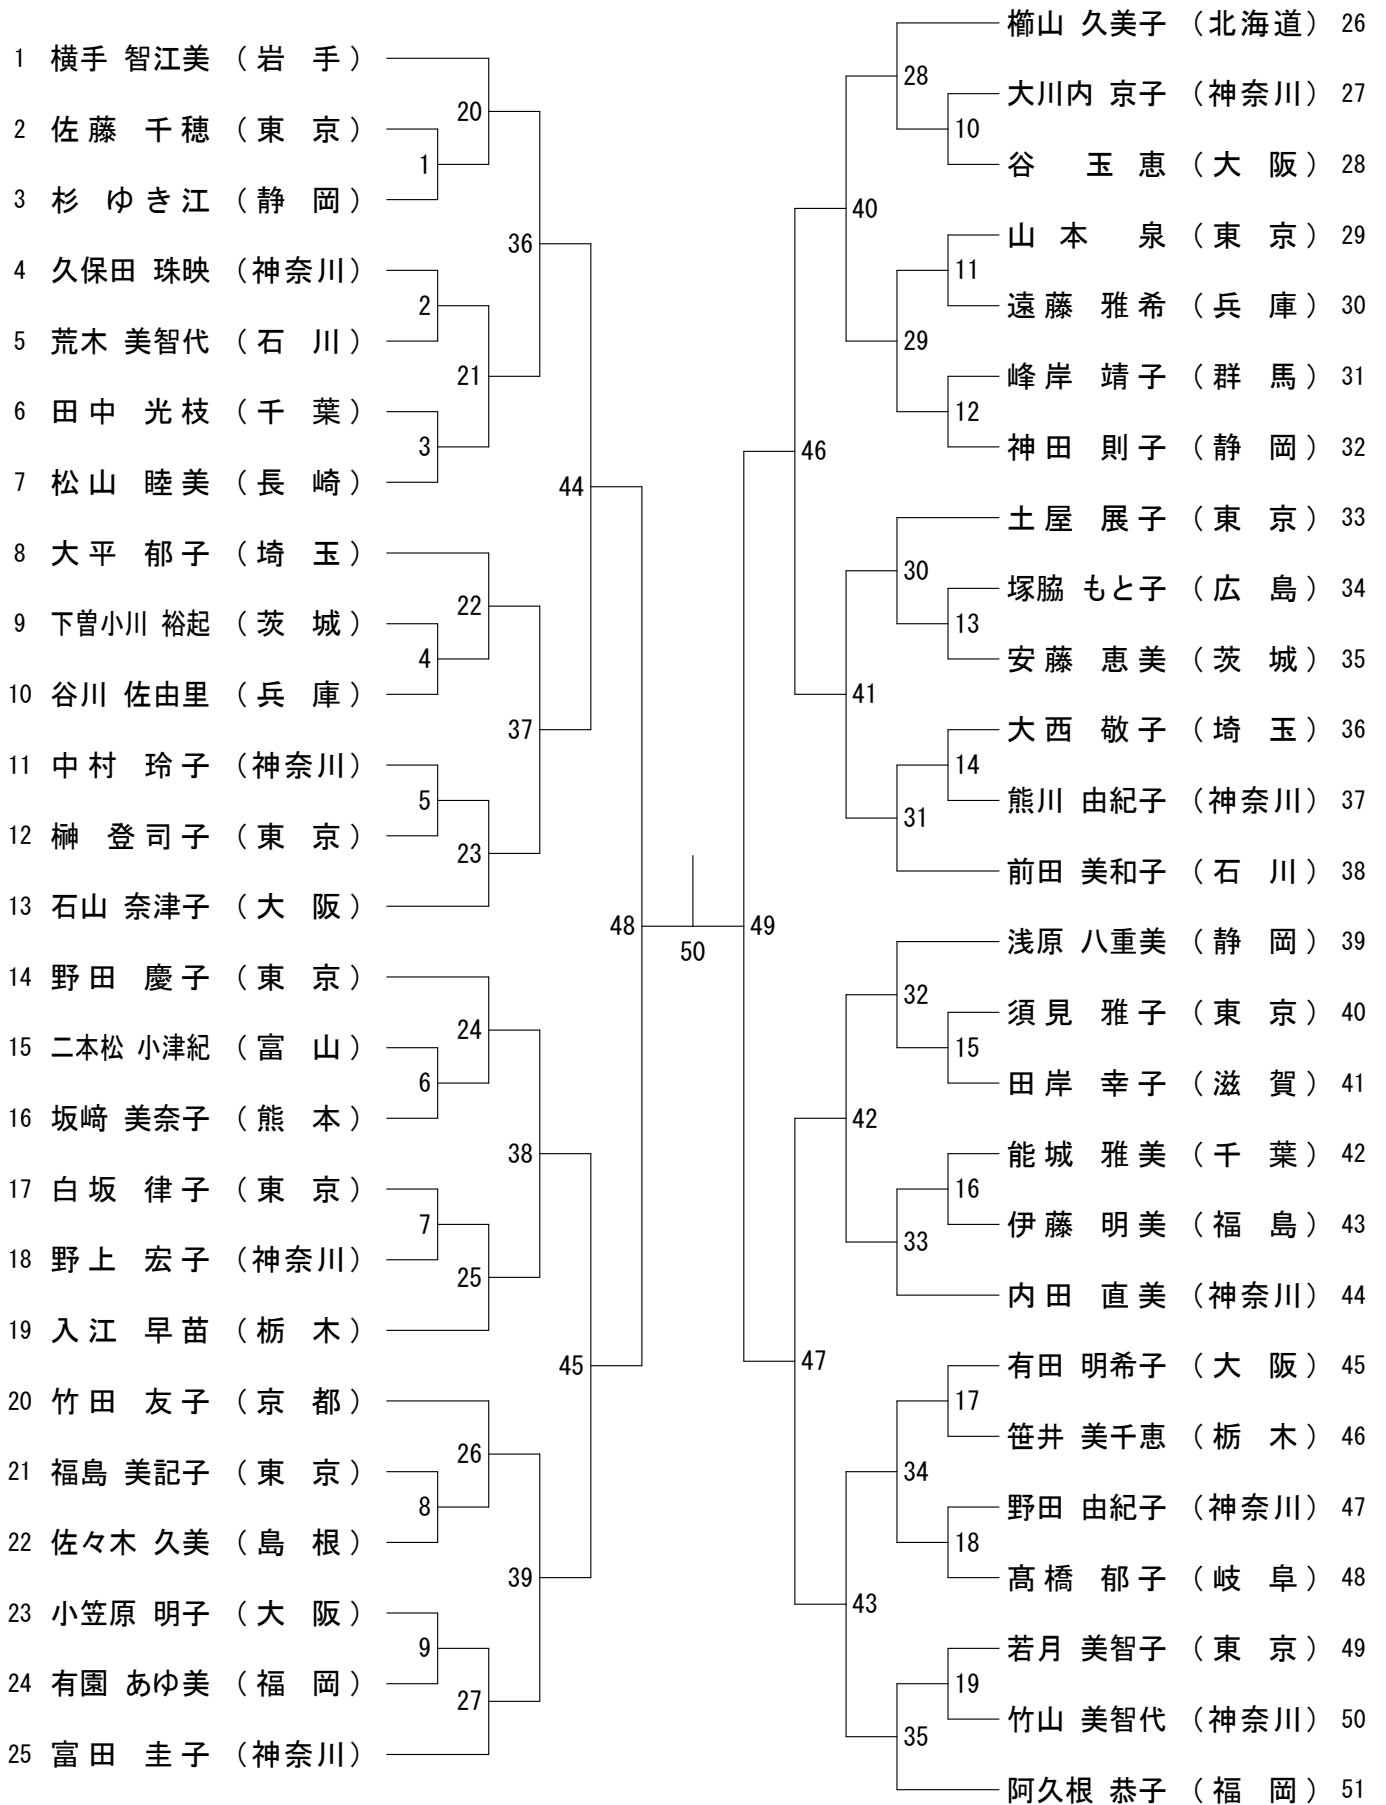 1 横手 智江美 （岩 手）
2 佐藤 千穂 （東 京）
3 杉 ゆき江 （静 岡）
4 久保田 珠映 （神奈川）
5 荒木 美智代 （石 川）
6 田中 光枝 （千 葉）
7 松山 睦美 （長 崎）
8 大平 郁子 （埼 玉）
9 下曽小川 裕起 （茨 城）
10 谷川 佐由里 （兵 庫）
11 中村 玲子 （神奈川）
12 榊 登司子 （東 京）
13 石山 奈津子 （大 阪）
14 野田 慶子 （東 京）
15 二本松 小津紀 （富 山）
16 坂﨑 美奈子 （熊 本）
17 白坂 律子 （東 京）
18 野上 宏子 （神奈川）
19 入江 早苗 （栃 木）
20 竹田 友子 （京 都）
21 福島 美記子 （東 京）
22 佐々木 久美 （島 根）
23 小笠原 明子 （大 阪）
24 有園 あゆ美 （福 岡）
25 富田 圭子 （神奈川）
1
2
3
4
5
6
7
8
9
20
21
22
23
24
25
26
27
36
37
38
39
44
45
48
50
49
46
47
40
41
42
43
28
29
30
31
32
33
34
35
10
11
12
13
14
15
16
17
18
19
櫛山 久美子 （北海道） 26
大川内 京子 （神奈川） 27
谷 玉恵 （大 阪） 28
山本 泉 （東 京） 29
遠藤 雅希 （兵 庫） 30
峰岸 靖子 （群 馬） 31
神田 則子 （静 岡） 32
土屋 展子 （東 京） 33
塚脇 もと子 （広 島） 34
安藤 恵美 （茨 城） 35
大西 敬子 （埼 玉） 36
熊川 由紀子 （神奈川） 37
前田 美和子 （石 川） 38
浅原 八重美 （静 岡） 39
須見 雅子 （東 京） 40
田岸 幸子 （滋 賀） 41
能城 雅美 （千 葉） 42
伊藤 明美 （福 島） 43
内田 直美 （神奈川） 44
有田 明希子 （大 阪） 45
笹井 美千恵 （栃 木） 46
野田 由紀子 （神奈川） 47
髙橋 郁子 （岐 阜） 48
若月 美智子 （東 京） 49
竹山 美智代 （神奈川） 50
阿久根 恭子 （福 岡） 51